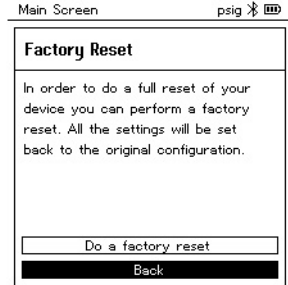 Main Screen psig
Factory Reset
In order to do a full reset of your
device you can perform a factory
reset. All the settings will be set
back to the original configuration.
Do a factory reset
Back